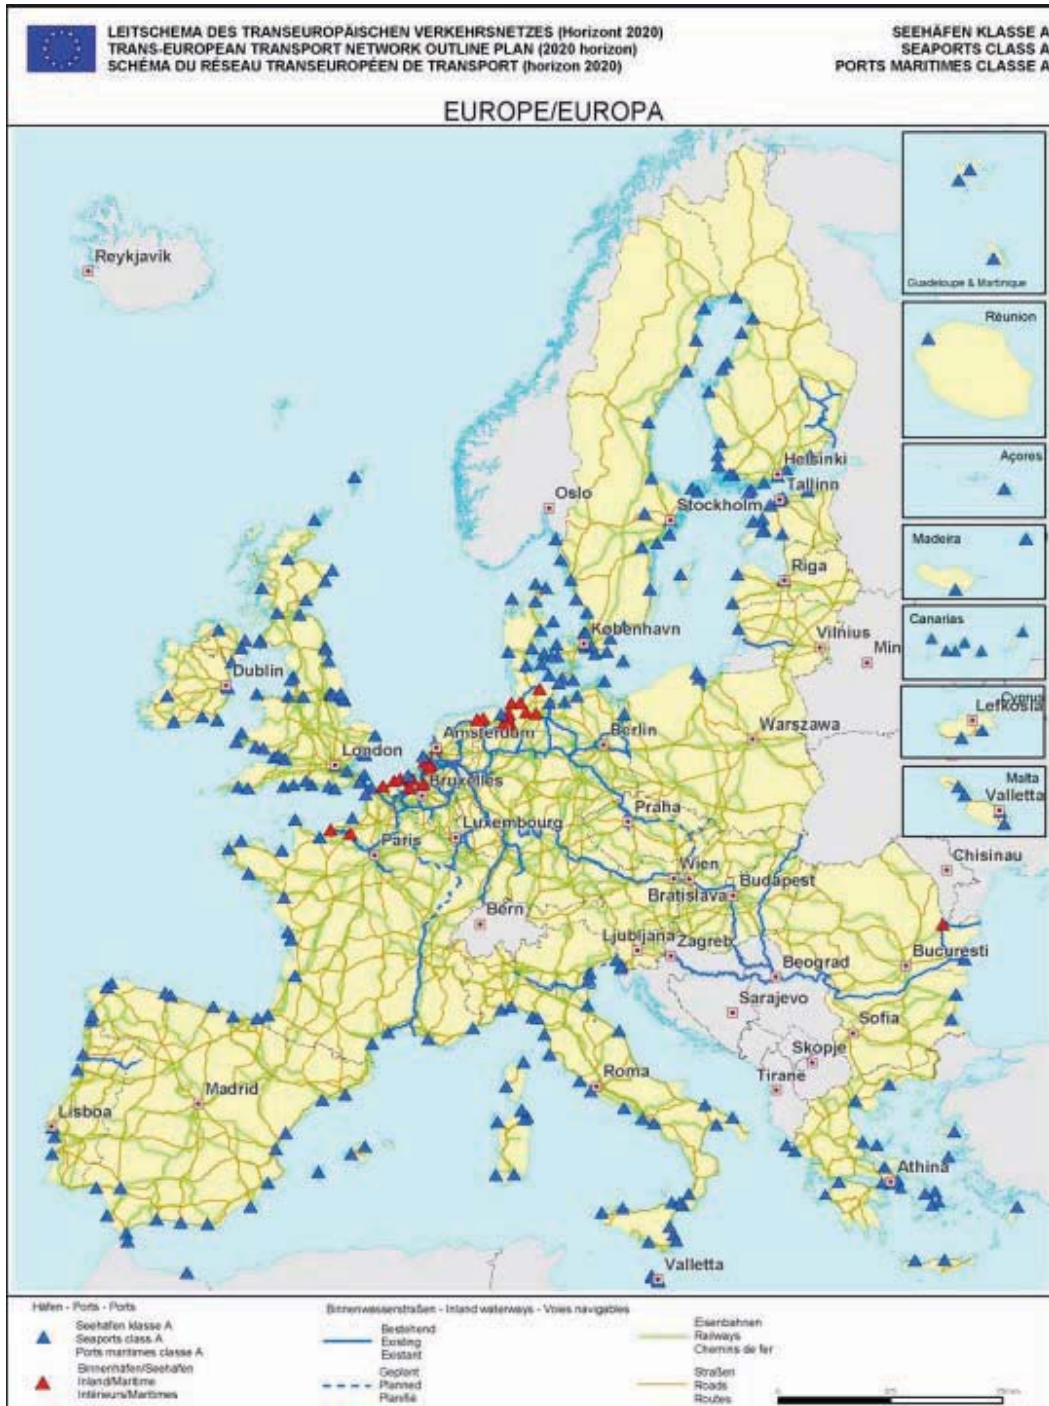 LEITSCHEMA DES TRANSEUROPÄISCHEN VERKEHRSNETZES (Horizont 2020)
TRANS-EUROPEAN TRANSPORT NETWORK OUTLINE PLAN (2020 horizon)
SCHÉMA DU RÉSEAU TRANSEUROPÉEN DE TRANSPORT (horizon 2020)
SEEHÄFEN KLASSE A
SEAPORTS CLASS A
PORTS MARITIMES CLASSE A
EUROPE/EUROPA
Guadeloupe & Martinique
Reykjavik
Réunion
Açores
Helsinki
Tallinn
Oslo
Stockholm
Madeira
Riga
Canarias
København
Vilnius
Min
Dublin
Cyprus
Lefkosia
Amsterdam
Berlin
Warszawa
London
Bruxelles
Malta
Valletta
Praha
Luxembourg
Paris
Chisinau
Wien
Budapest
Bratislava
Bern
Ljubljana
Zagreb
Bucuresti
Beograd
Sarajevo
Sofia
Skopje
Roma
Tirane
Madrid
Lisboa
Athina
Valletta
Häfen - Ports - Ports
Seehäfen klasse A
Seaports class A
Ports maritimes classe A
Binnenhäfen/Seehäfen
Inland/Maritime
Intérieurs/Maritimes
Binnenwasserstraßen - Inland waterways - Voies navigables
Bestehend
Existing
Existant
Geplant
Planned
Planifié
Eisenbahnen
Railways
Chemins de fer
Straßen
Roads
Routes
0